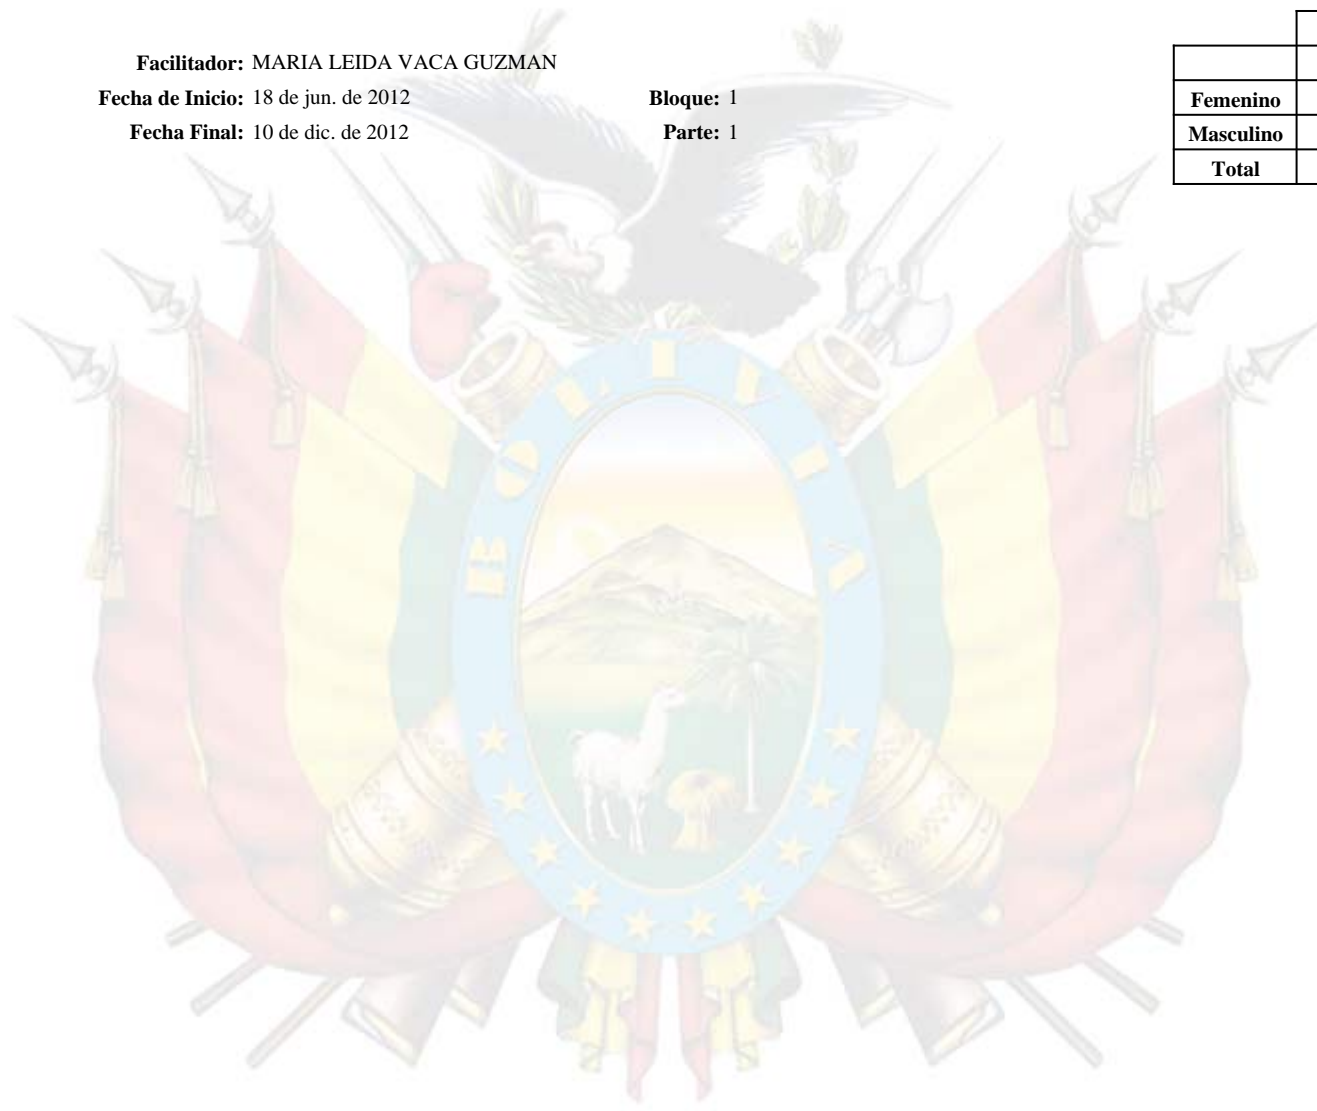 Facilitador: MARIA LEIDA VACA GUZMAN
Fecha de Inicio: 18 de jun. de 2012 Bloque: 1
Fecha Final: 10 de dic. de 2012 Parte: 1
Femenino
Masculino
Total
BOLIVIA